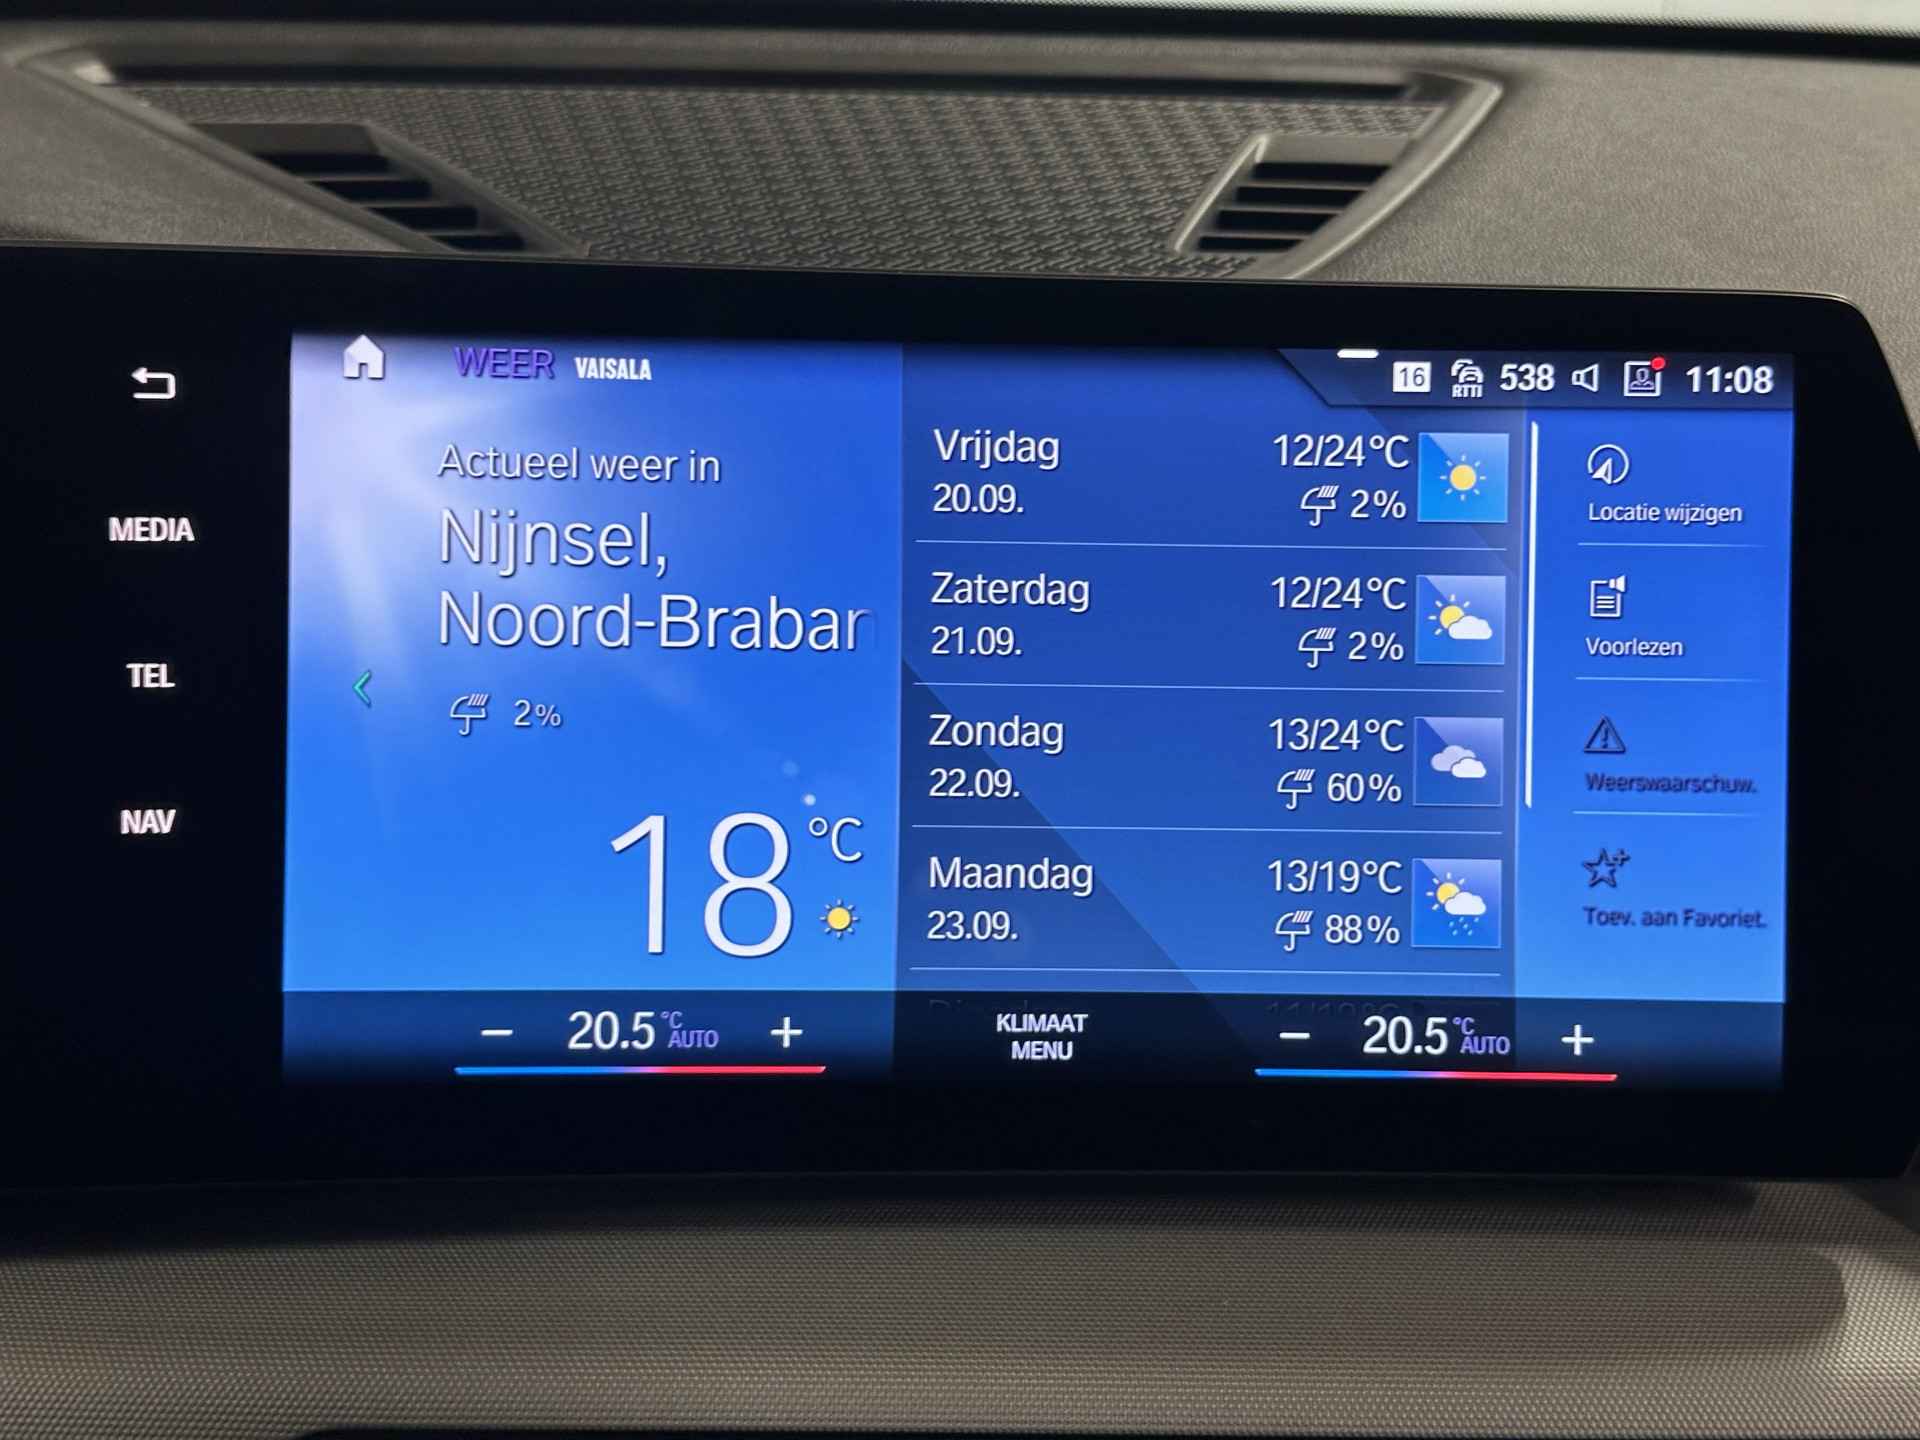 WEER VAISALA
16 RTTI 538 11:08
MEDIA
TEL
NAV
Actueel weer in
Nijnsel,
Noord-Braban
2%
18 °C
Vrijdag 12/24°C
20.09. 2%
Zaterdag 12/24°C
21.09. 2%
Zondag 13/24°C
22.09. 60%
Maandag 13/19°C
23.09. 88%
Locatie wijzigen
Voorlezen
Weerswaarschuw.
Toev. aan Favoriet.
− 20.5 °C AUTO +
KLIMAAT
MENU
− 20.5 °C AUTO +